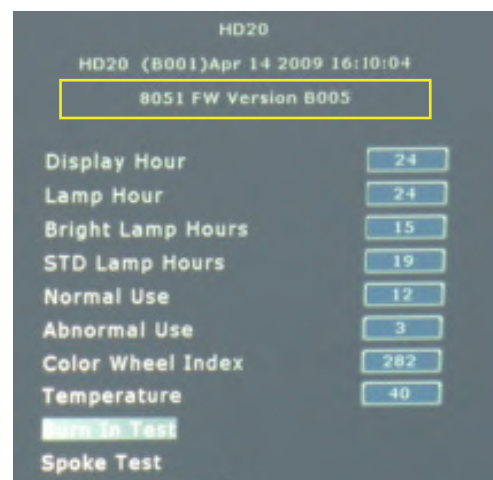 HD20
HD20 (B001)Apr 14 2009 16:10:04
8051 FW Version B005
Display Hour 24
Lamp Hour 24
Bright Lamp Hours 15
STD Lamp Hours 19
Normal Use 12
Abnormal Use 3
Color Wheel Index 282
Temperature 40
Burn In Test
Spoke Test